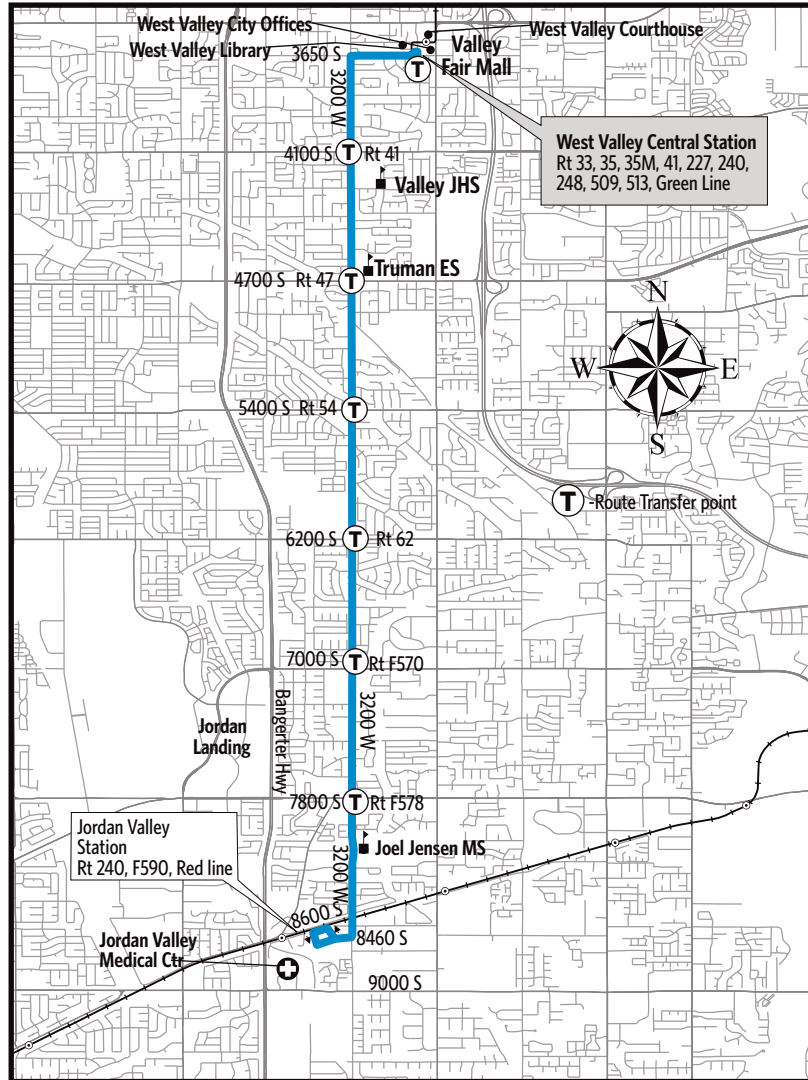 West Valley City Offices
West Valley Courthouse
West Valley Library
Valley
Fair Mall
3650 S
T
3200 W
West Valley Central Station
Rt 33, 35, 35M, 41, 227, 240,
248, 509, 513, Green Line
4100 S T Rt 41
Valley JHS
Truman ES
4700 S Rt 47 T
N
W E
S
5400 S Rt 54 T
T -Route Transfer point
6200 S T Rt 62
7000 S T Rt F570
Bangerter Hwy
3200 W
Jordan
Landing
7800 S T Rt F578
Jordan Valley
Station
Rt 240, F590, Red line
Joel Jensen MS
3200 W
8600 S
8460 S
Jordan Valley
Medical Ctr
9000 S